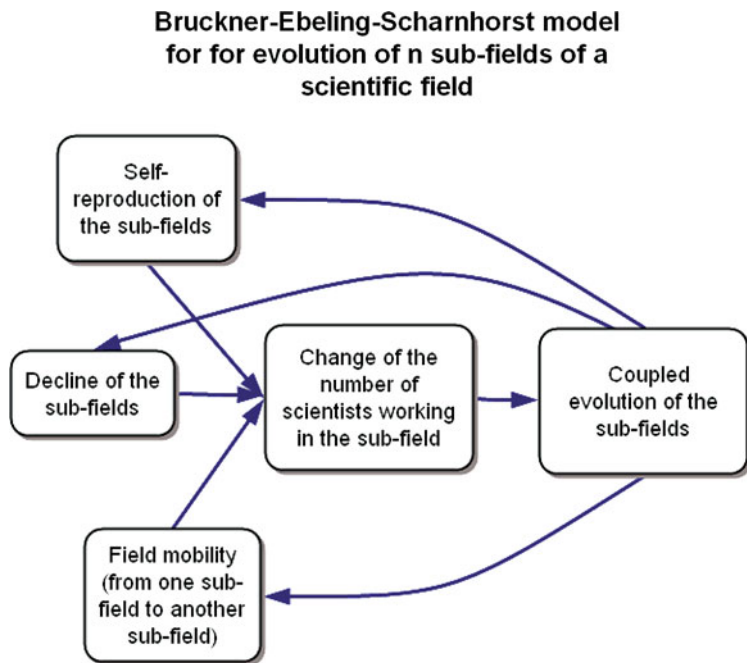 Bruckner-Ebeling-Scharnhorst model
for for evolution of n sub-fields of a
scientific field
Self-
reproduction of
the sub-fields
Decline of the
sub-fields
Change of the
number of
scientists working
in the sub-field
Coupled
evolution of the
sub-fields
Field mobility
(from one sub-
field to another
sub-field)